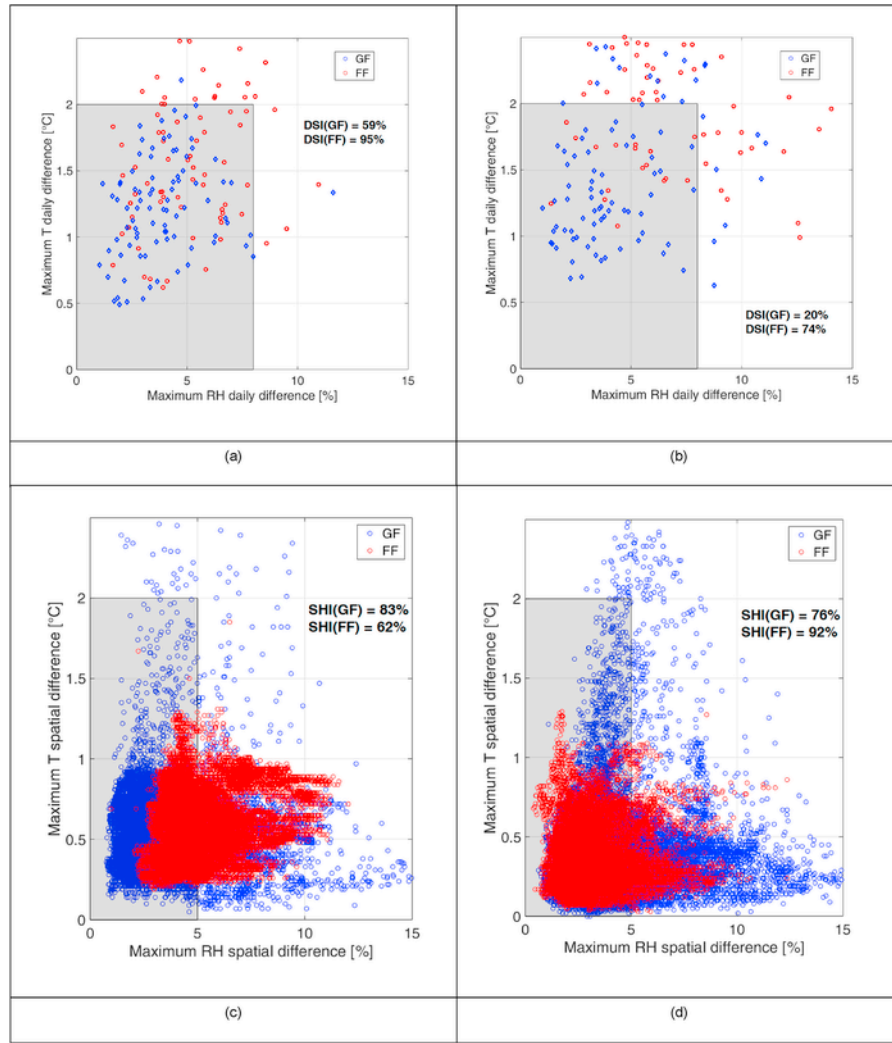 2
1.5
1
0.5
0
0
5
10
15
Maximum T daily difference [°C]
Maximum RH daily difference [%]
GF
FF
DSI(GF) = 59%
DSI(FF) = 95%
(a)
2
1.5
1
0.5
0
0
5
10
15
Maximum T daily difference [°C]
Maximum RH daily difference [%]
GF
FF
DSI(GF) = 20%
DSI(FF) = 74%
(b)
2
1.5
1
0.5
0
0
5
10
15
Maximum T spatial difference [°C]
Maximum RH spatial difference [%]
GF
FF
SHI(GF) = 83%
SHI(FF) = 62%
(c)
2
1.5
1
0.5
0
0
5
10
15
Maximum T spatial difference [°C]
Maximum RH spatial difference [%]
GF
FF
SHI(GF) = 76%
SHI(FF) = 92%
(d)